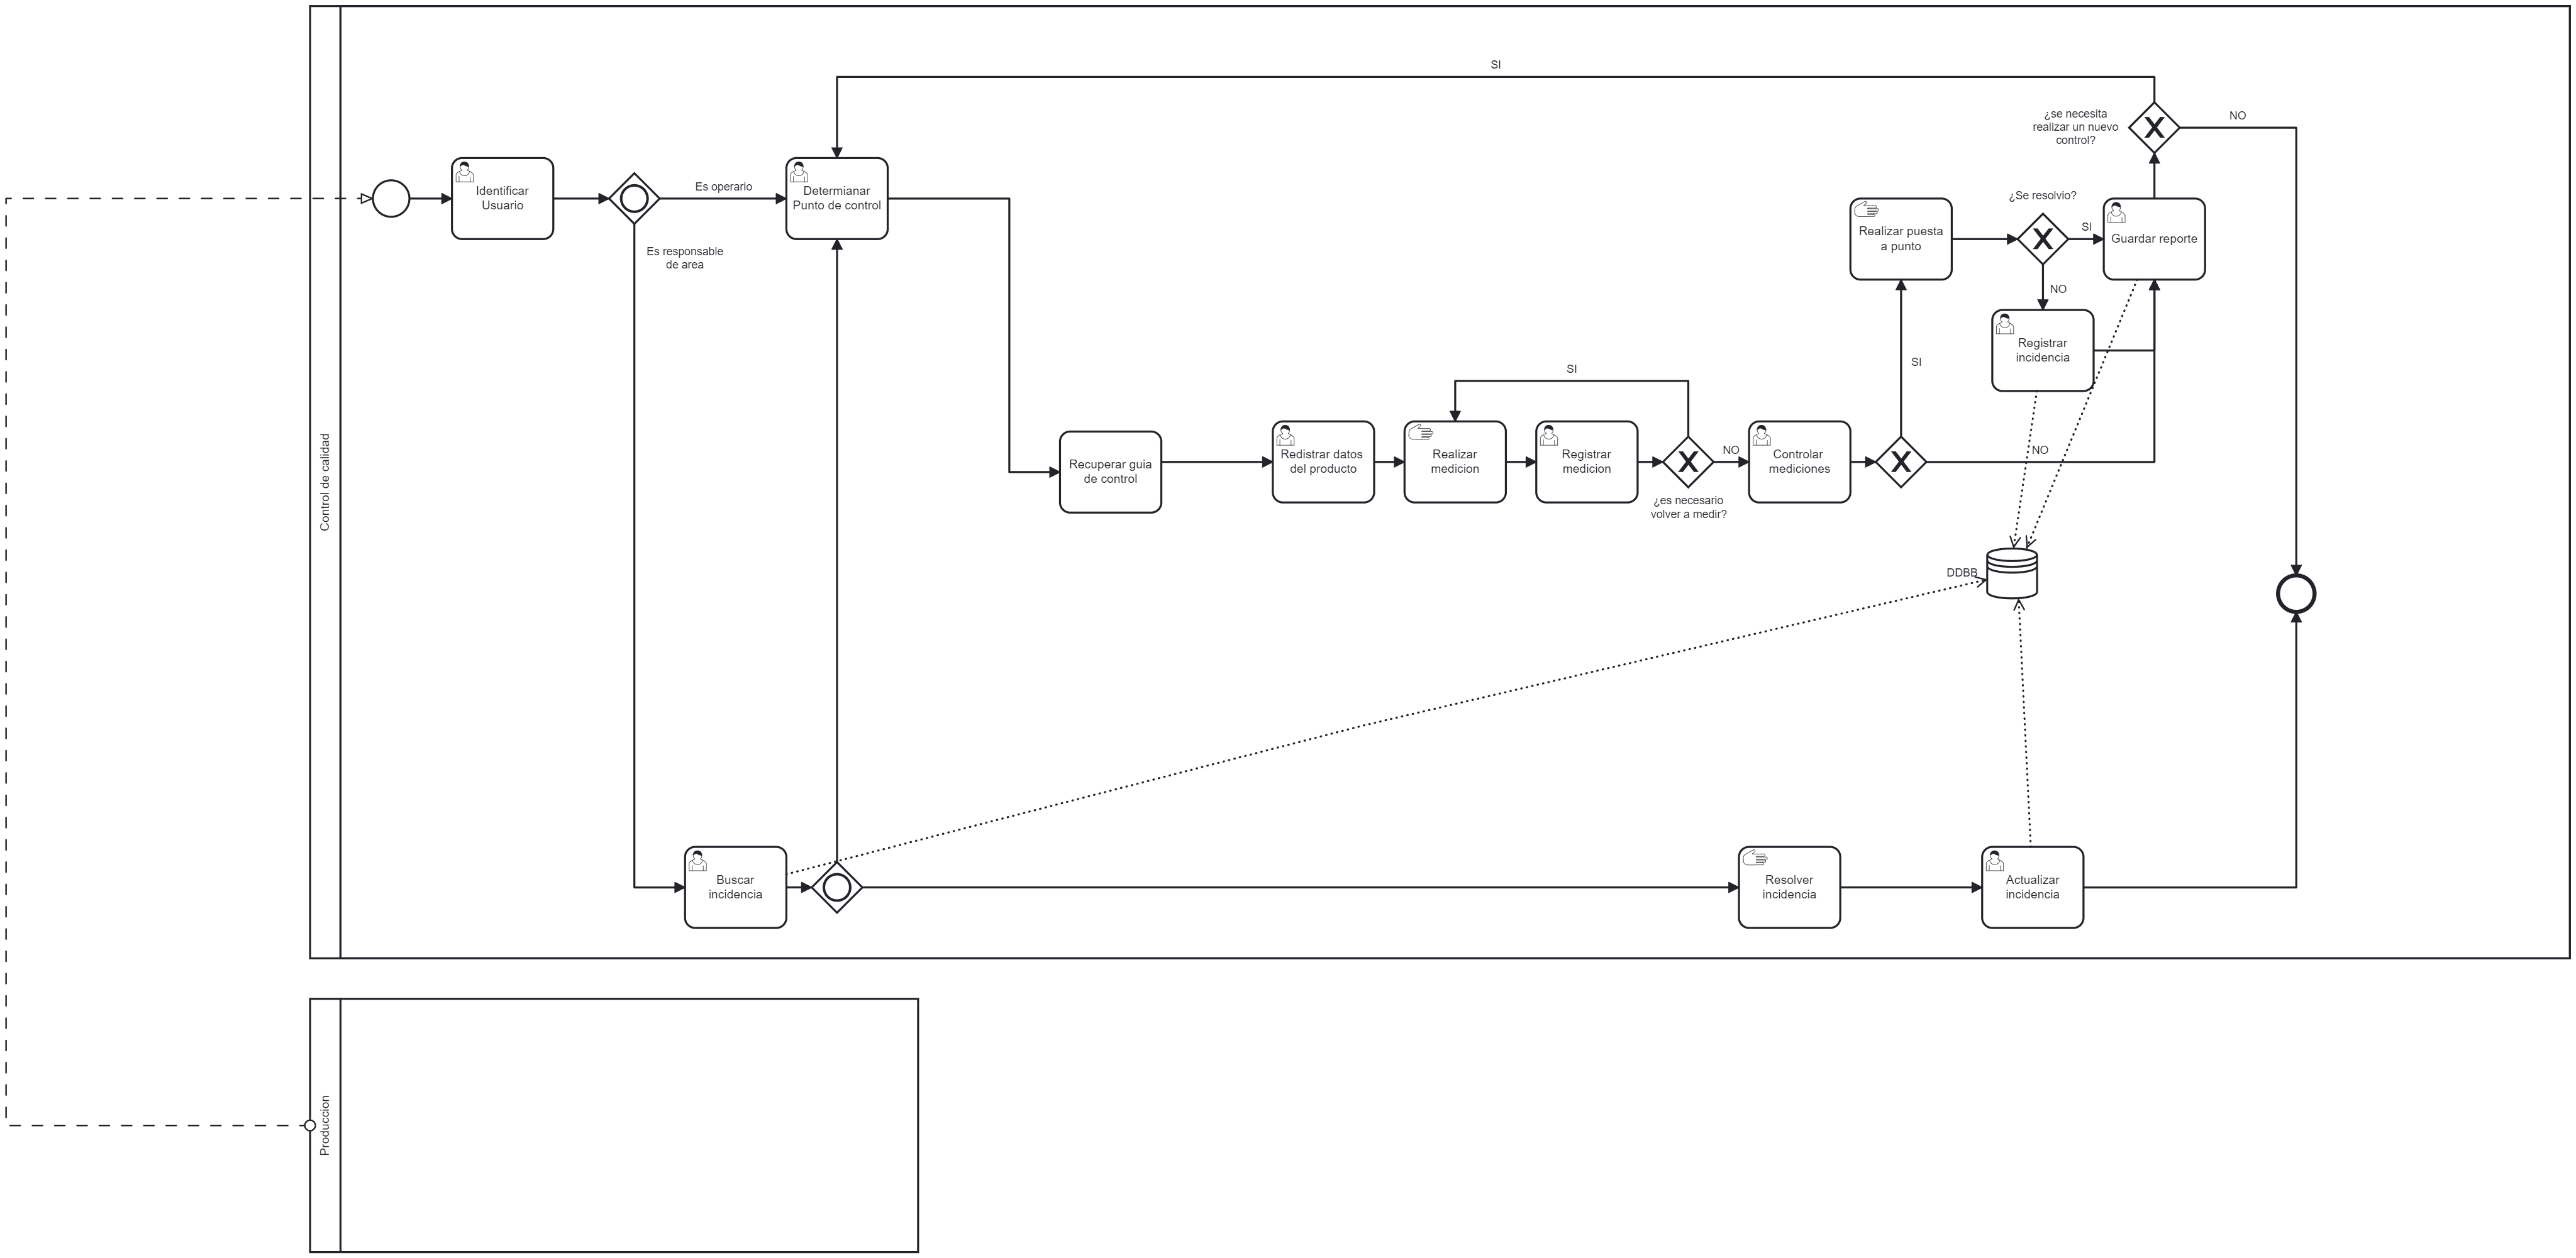 SI
¿se necesita
realizar un nuevo
control?
NO
Identificar
Usuario
Es operario
Determianar
Punto de control
Es responsable
de area
Realizar puesta
a punto
¿Se resolvio?
SI
Guardar reporte
NO
Registrar
incidencia
SI
SI
Recuperar guia
de control
Redistrar datos
del producto
Realizar
medicion
Registrar
medicion
¿es necesario
volver a medir?
NO
Controlar
mediciones
NO
DDBB
Control de calidad
Buscar
incidencia
Resolver
incidencia
Actualizar
incidencia
Produccion